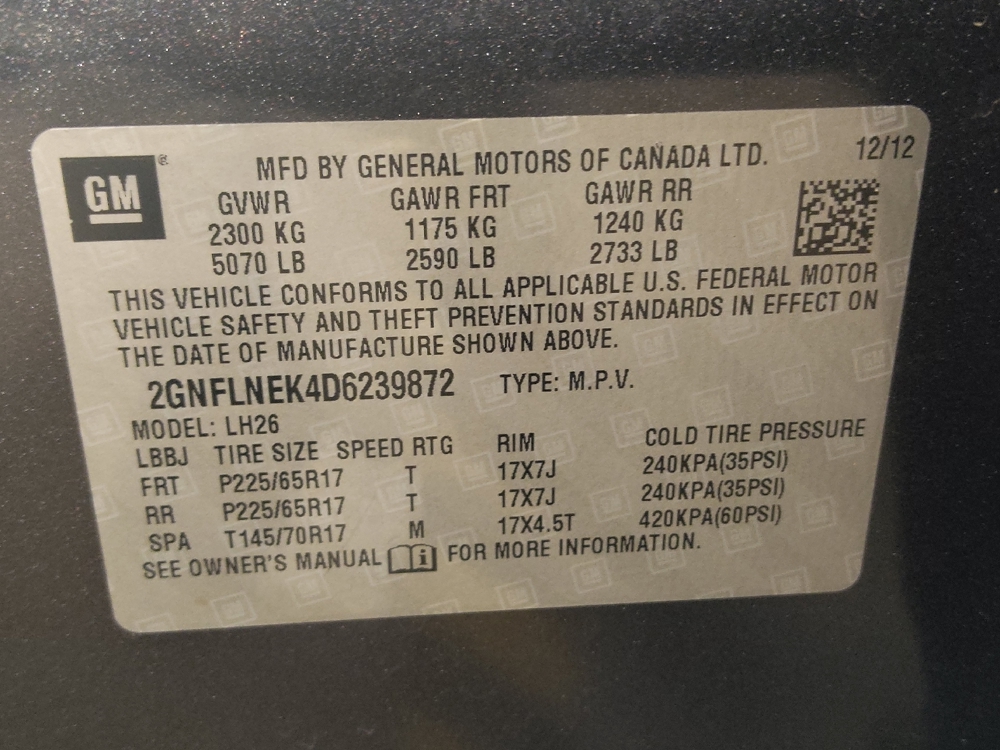 GM ® MFD BY GENERAL MOTORS OF CANADA LTD. 12/12
GVWR GAWR FRT GAWR RR
2300 KG 1175 KG 1240 KG
5070 LB 2590 LB 2733 LB
THIS VEHICLE CONFORMS TO ALL APPLICABLE U.S. FEDERAL MOTOR
VEHICLE SAFETY AND THEFT PREVENTION STANDARDS IN EFFECT ON
THE DATE OF MANUFACTURE SHOWN ABOVE.
2GNFLNEK4D6239872 TYPE: M.P.V.
MODEL: LH26
LBBJ TIRE SIZE SPEED RTG RIM COLD TIRE PRESSURE
FRT P225/65R17 T 17X7J 240KPA(35PSI)
RR P225/65R17 T 17X7J 240KPA(35PSI)
SPA T145/70R17 M 17X4.5T 420KPA(60PSI)
SEE OWNER'S MANUAL i FOR MORE INFORMATION.